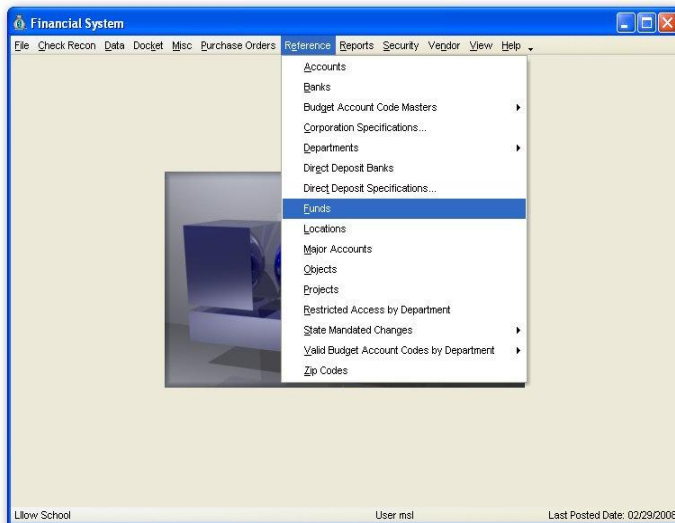 Financial System
File Check Recon Data Docket Misc Purchase Orders Reference Reports Security Vendor View Help
Accounts
Banks
Budget Account Code Masters
Corporation Specifications...
Departments
Direct Deposit Banks
Direct Deposit Specifications...
Funds
Locations
Major Accounts
Objects
Projects
Restricted Access by Department
State Mandated Changes
Valid Budget Account Codes by Department
Zip Codes
Lllow School User msl Last Posted Date: 02/29/2008